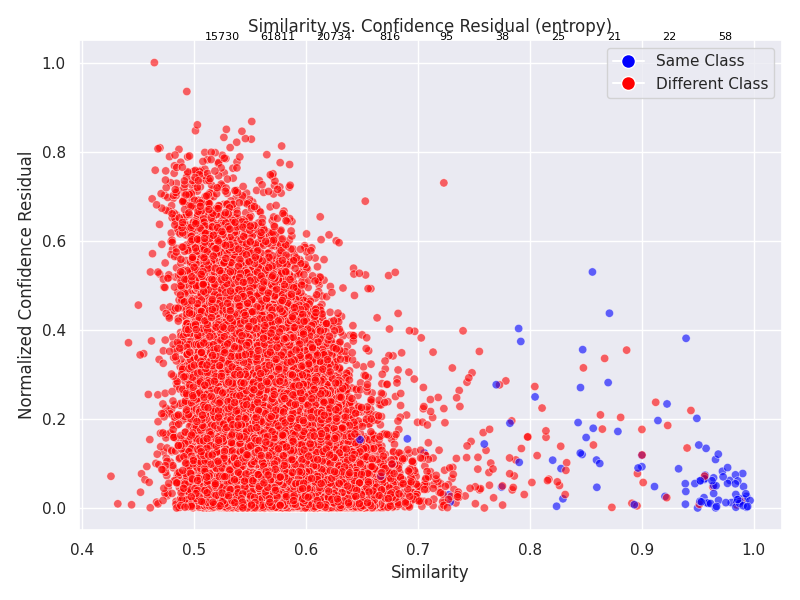 Similarity vs. Confidence Residual (entropy)
15730 61811 20734 816 95 38 25 21 22 58
Same Class
Different Class
1.0
0.8
0.6
0.4
0.2
0.0
Normalized Confidence Residual
0.4 0.5 0.6 0.7 0.8 0.9 1.0
Similarity